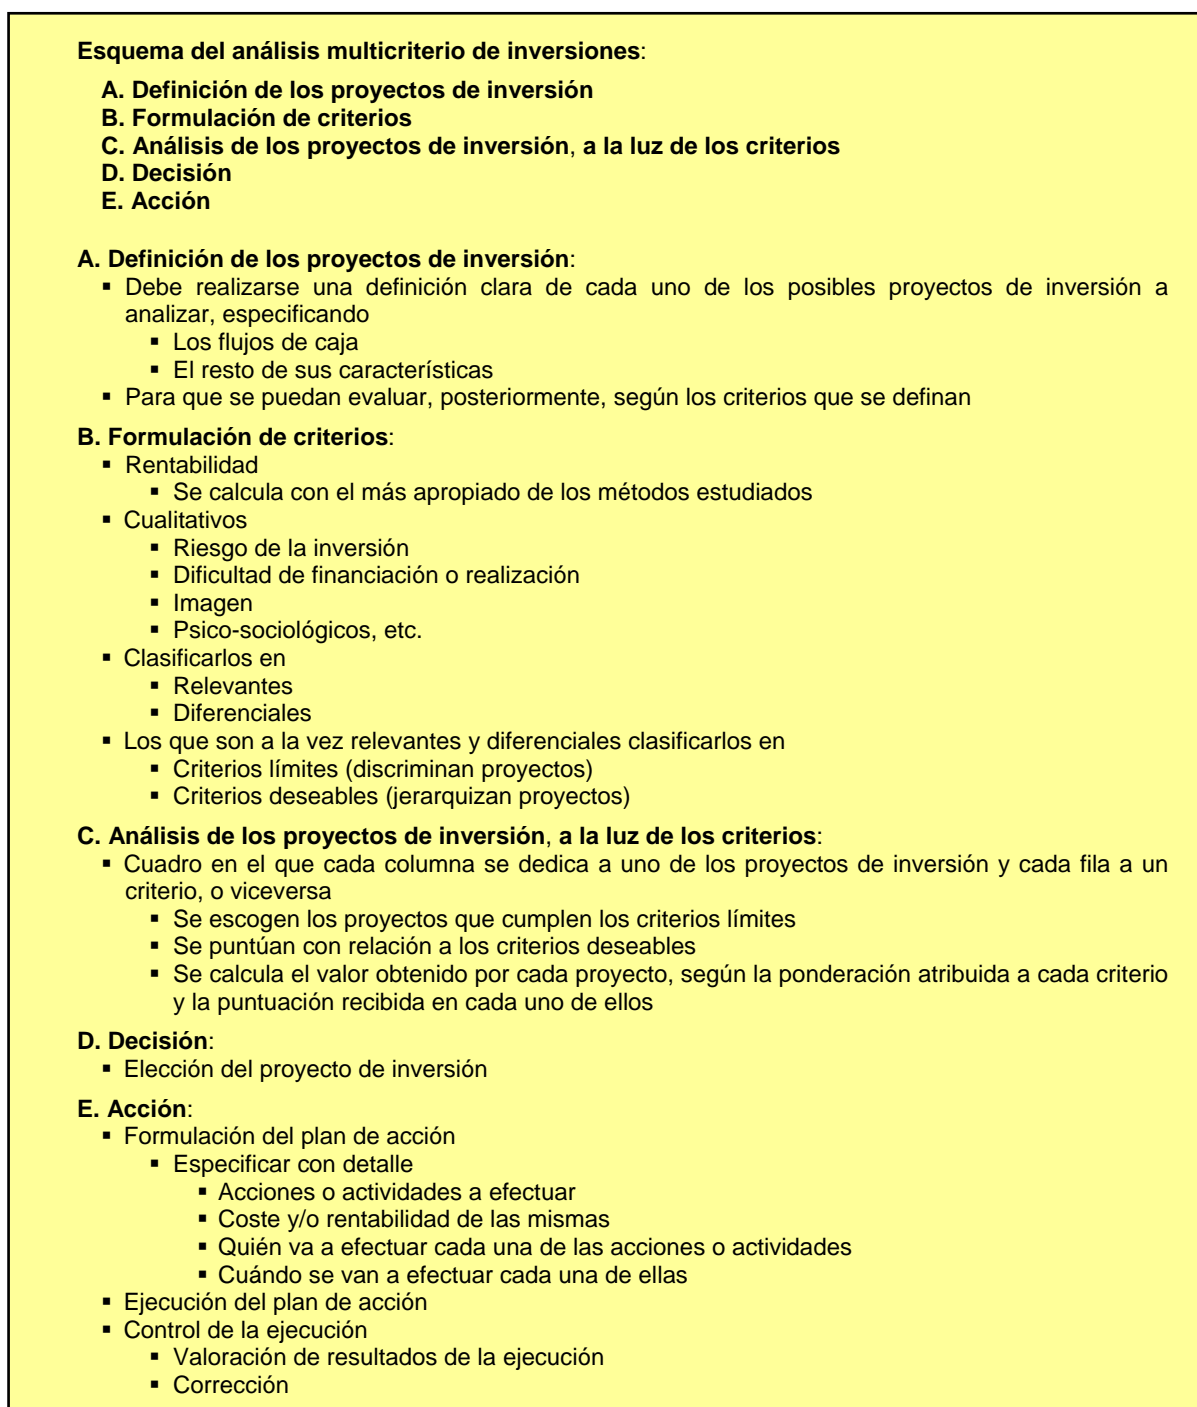 Esquema del análisis multicriterio de inversiones:
A. Definición de los proyectos de inversión
B. Formulación de criterios
C. Análisis de los proyectos de inversión, a la luz de los criterios
D. Decisión
E. Acción
A. Definición de los proyectos de inversión:
▪ Debe realizarse una definición clara de cada uno de los posibles proyectos de inversión a
analizar, especificando
▪ Los flujos de caja
▪ El resto de sus características
▪ Para que se puedan evaluar, posteriormente, según los criterios que se definan
B. Formulación de criterios:
▪ Rentabilidad
▪ Se calcula con el más apropiado de los métodos estudiados
▪ Cualitativos
▪ Riesgo de la inversión
▪ Dificultad de financiación o realización
▪ Imagen
▪ Psico-sociológicos, etc.
▪ Clasificarlos en
▪ Relevantes
▪ Diferenciales
▪ Los que son a la vez relevantes y diferenciales clasificarlos en
▪ Criterios límites (discriminan proyectos)
▪ Criterios deseables (jerarquizan proyectos)
C. Análisis de los proyectos de inversión, a la luz de los criterios:
▪ Cuadro en el que cada columna se dedica a uno de los proyectos de inversión y cada fila a un
criterio, o viceversa
▪ Se escogen los proyectos que cumplen los criterios límites
▪ Se puntúan con relación a los criterios deseables
▪ Se calcula el valor obtenido por cada proyecto, según la ponderación atribuida a cada criterio
y la puntuación recibida en cada uno de ellos
D. Decisión:
▪ Elección del proyecto de inversión
E. Acción:
▪ Formulación del plan de acción
▪ Especificar con detalle
▪ Acciones o actividades a efectuar
▪ Coste y/o rentabilidad de las mismas
▪ Quién va a efectuar cada una de las acciones o actividades
▪ Cuándo se van a efectuar cada una de ellas
▪ Ejecución del plan de acción
▪ Control de la ejecución
▪ Valoración de resultados de la ejecución
▪ Corrección